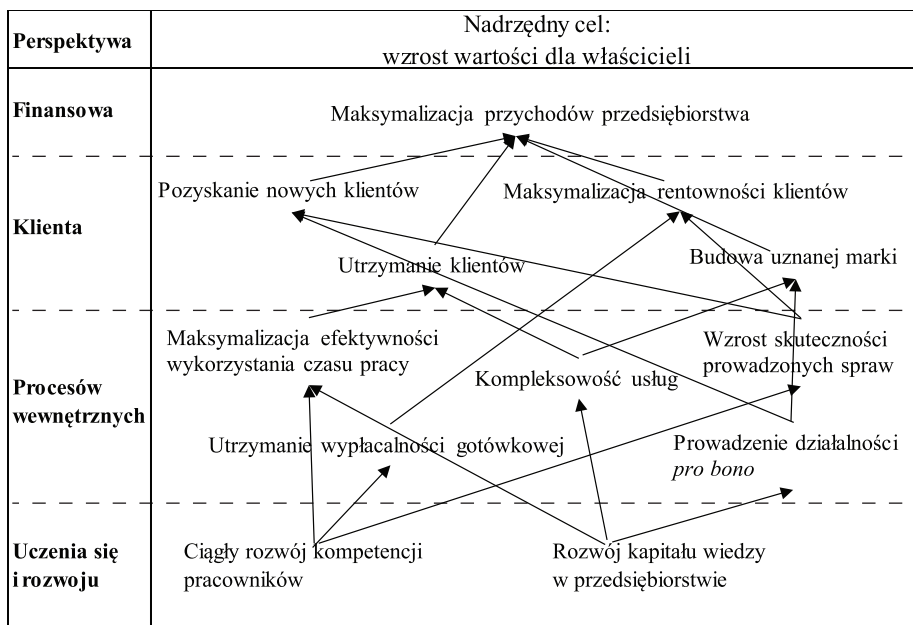 Perspektywa
Nadrzędny cel:
wzrost wartości dla właścicieli
Finansowa
Maksymalizacja przychodów przedsiębiorstwa
Klienta
Pozyskanie nowych klientów
Maksymalizacja rentowności klientów
Utrzymanie klientów
Budowa uznanej marki
Procesów
wewnętrznych
Maksymalizacja efektywności
wykorzystania czasu pracy
Wzrost skuteczności
prowadzonych spraw
Kompleksowość usług
Utrzymanie wypłacalności gotówkowej
Prowadzenie działalności
pro bono
Uczenia się
i rozwoju
Ciągły rozwój kompetencji
pracowników
Rozwój kapitału wiedzy
w przedsiębiorstwie